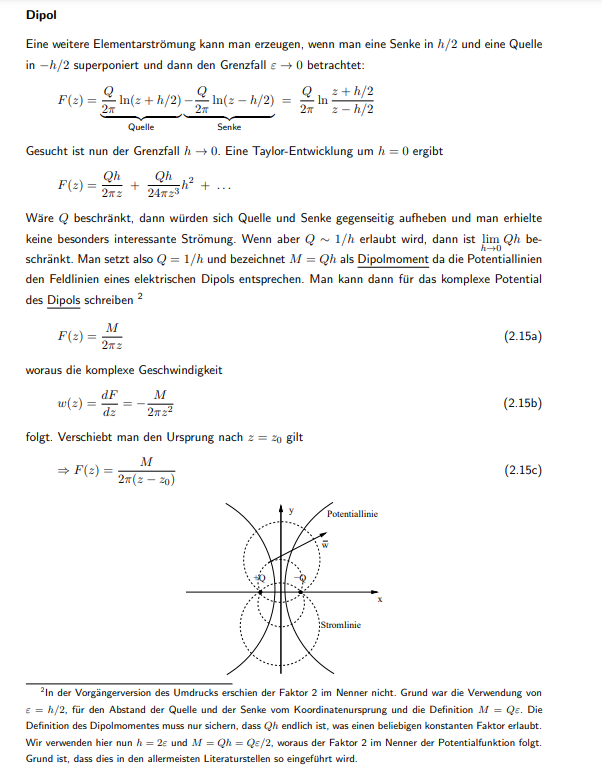 Dipol
Eine weitere Elementarströmung kann man erzeugen, wenn man eine Senke in h/2 und eine Quelle
in −h/2 superponiert und dann den Grenzfall ε → 0 betrachtet:
F(z) = Q/2π ln(z + h/2) − Q/2π ln(z − h/2) = Q/2π ln (z + h/2)/(z − h/2)
Quelle Senke
Gesucht ist nun der Grenzfall h → 0. Eine Taylor-Entwicklung um h = 0 ergibt
F(z) = Qh/2πz + Qh/24πz³ h² + ...
Wäre Q beschränkt, dann würden sich Quelle und Senke gegenseitig aufheben und man erhielte
keine besonders interessante Strömung. Wenn aber Q ∼ 1/h erlaubt wird, dann ist lim Qh be-
h→0
schränkt. Man setzt also Q = 1/h und bezeichnet M = Qh als Dipolmoment da die Potentiallinien
den Feldlinien eines elektrischen Dipols entsprechen. Man kann dann für das komplexe Potential
des Dipols schreiben ²
F(z) = M/2πz (2.15a)
woraus die komplexe Geschwindigkeit
w(z) = dF/dz = − M/2πz² (2.15b)
folgt. Verschiebt man den Ursprung nach z = z₀ gilt
⇒ F(z) = M/2π(z − z₀) (2.15c)
y
Potentiallinie
w̅
+Q −Q
x
Stromlinie
²In der Vorgängerversion des Umdrucks erschien der Faktor 2 im Nenner nicht. Grund war die Verwendung von
ε = h/2, für den Abstand der Quelle und der Senke vom Koordinatenursprung und die Definition M = Qε. Die
Definition des Dipolmomentes muss nur sichern, dass Qh endlich ist, was einen beliebigen konstanten Faktor erlaubt.
Wir verwenden hier nun h = 2ε und M = Qh = Qε/2, woraus der Faktor 2 im Nenner der Potentialfunktion folgt.
Grund ist, dass dies in den allermeisten Literaturstellen so eingeführt wird.